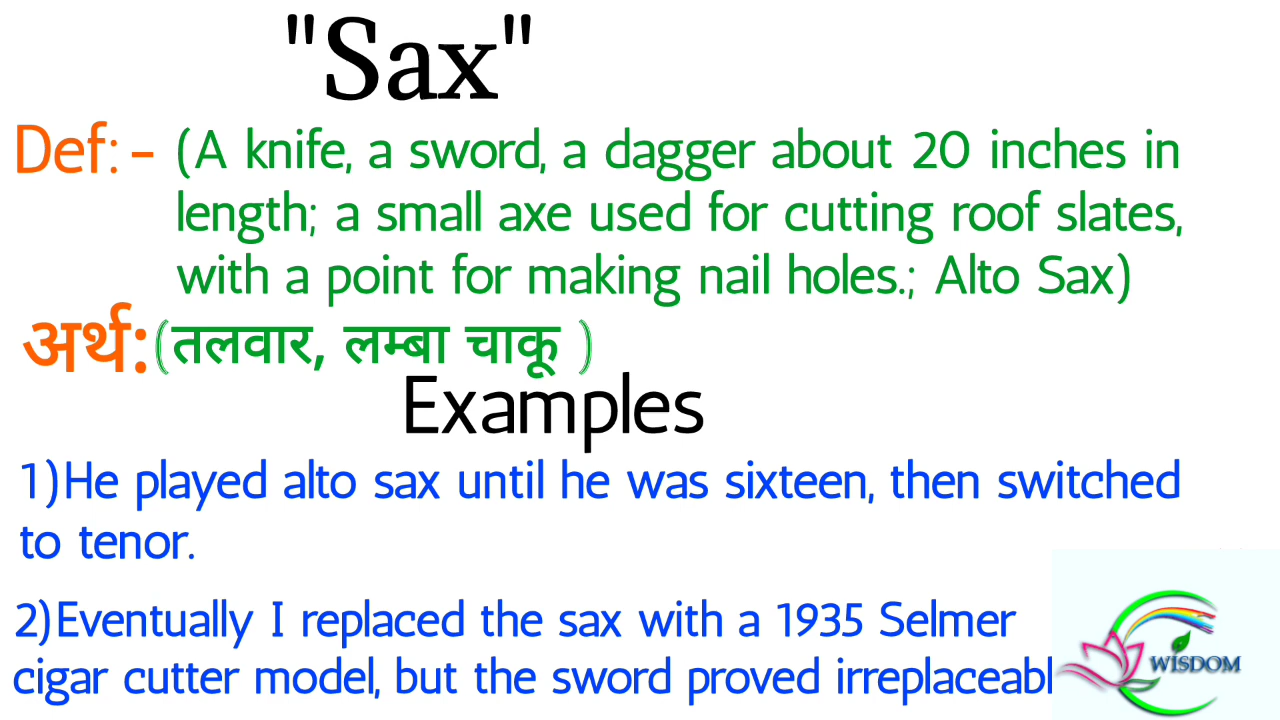 "Sax"
Def:- (A knife, a sword, a dagger about 20 inches in
length; a small axe used for cutting roof slates,
with a point for making nail holes.; Alto Sax)
अर्थ:(तलवार, लम्बा चाकू )
Examples
1)He played alto sax until he was sixteen, then switched
to tenor.
2)Eventually I replaced the sax with a 1935 Selmer
cigar cutter model, but the sword proved irreplaceabl
WISDOM